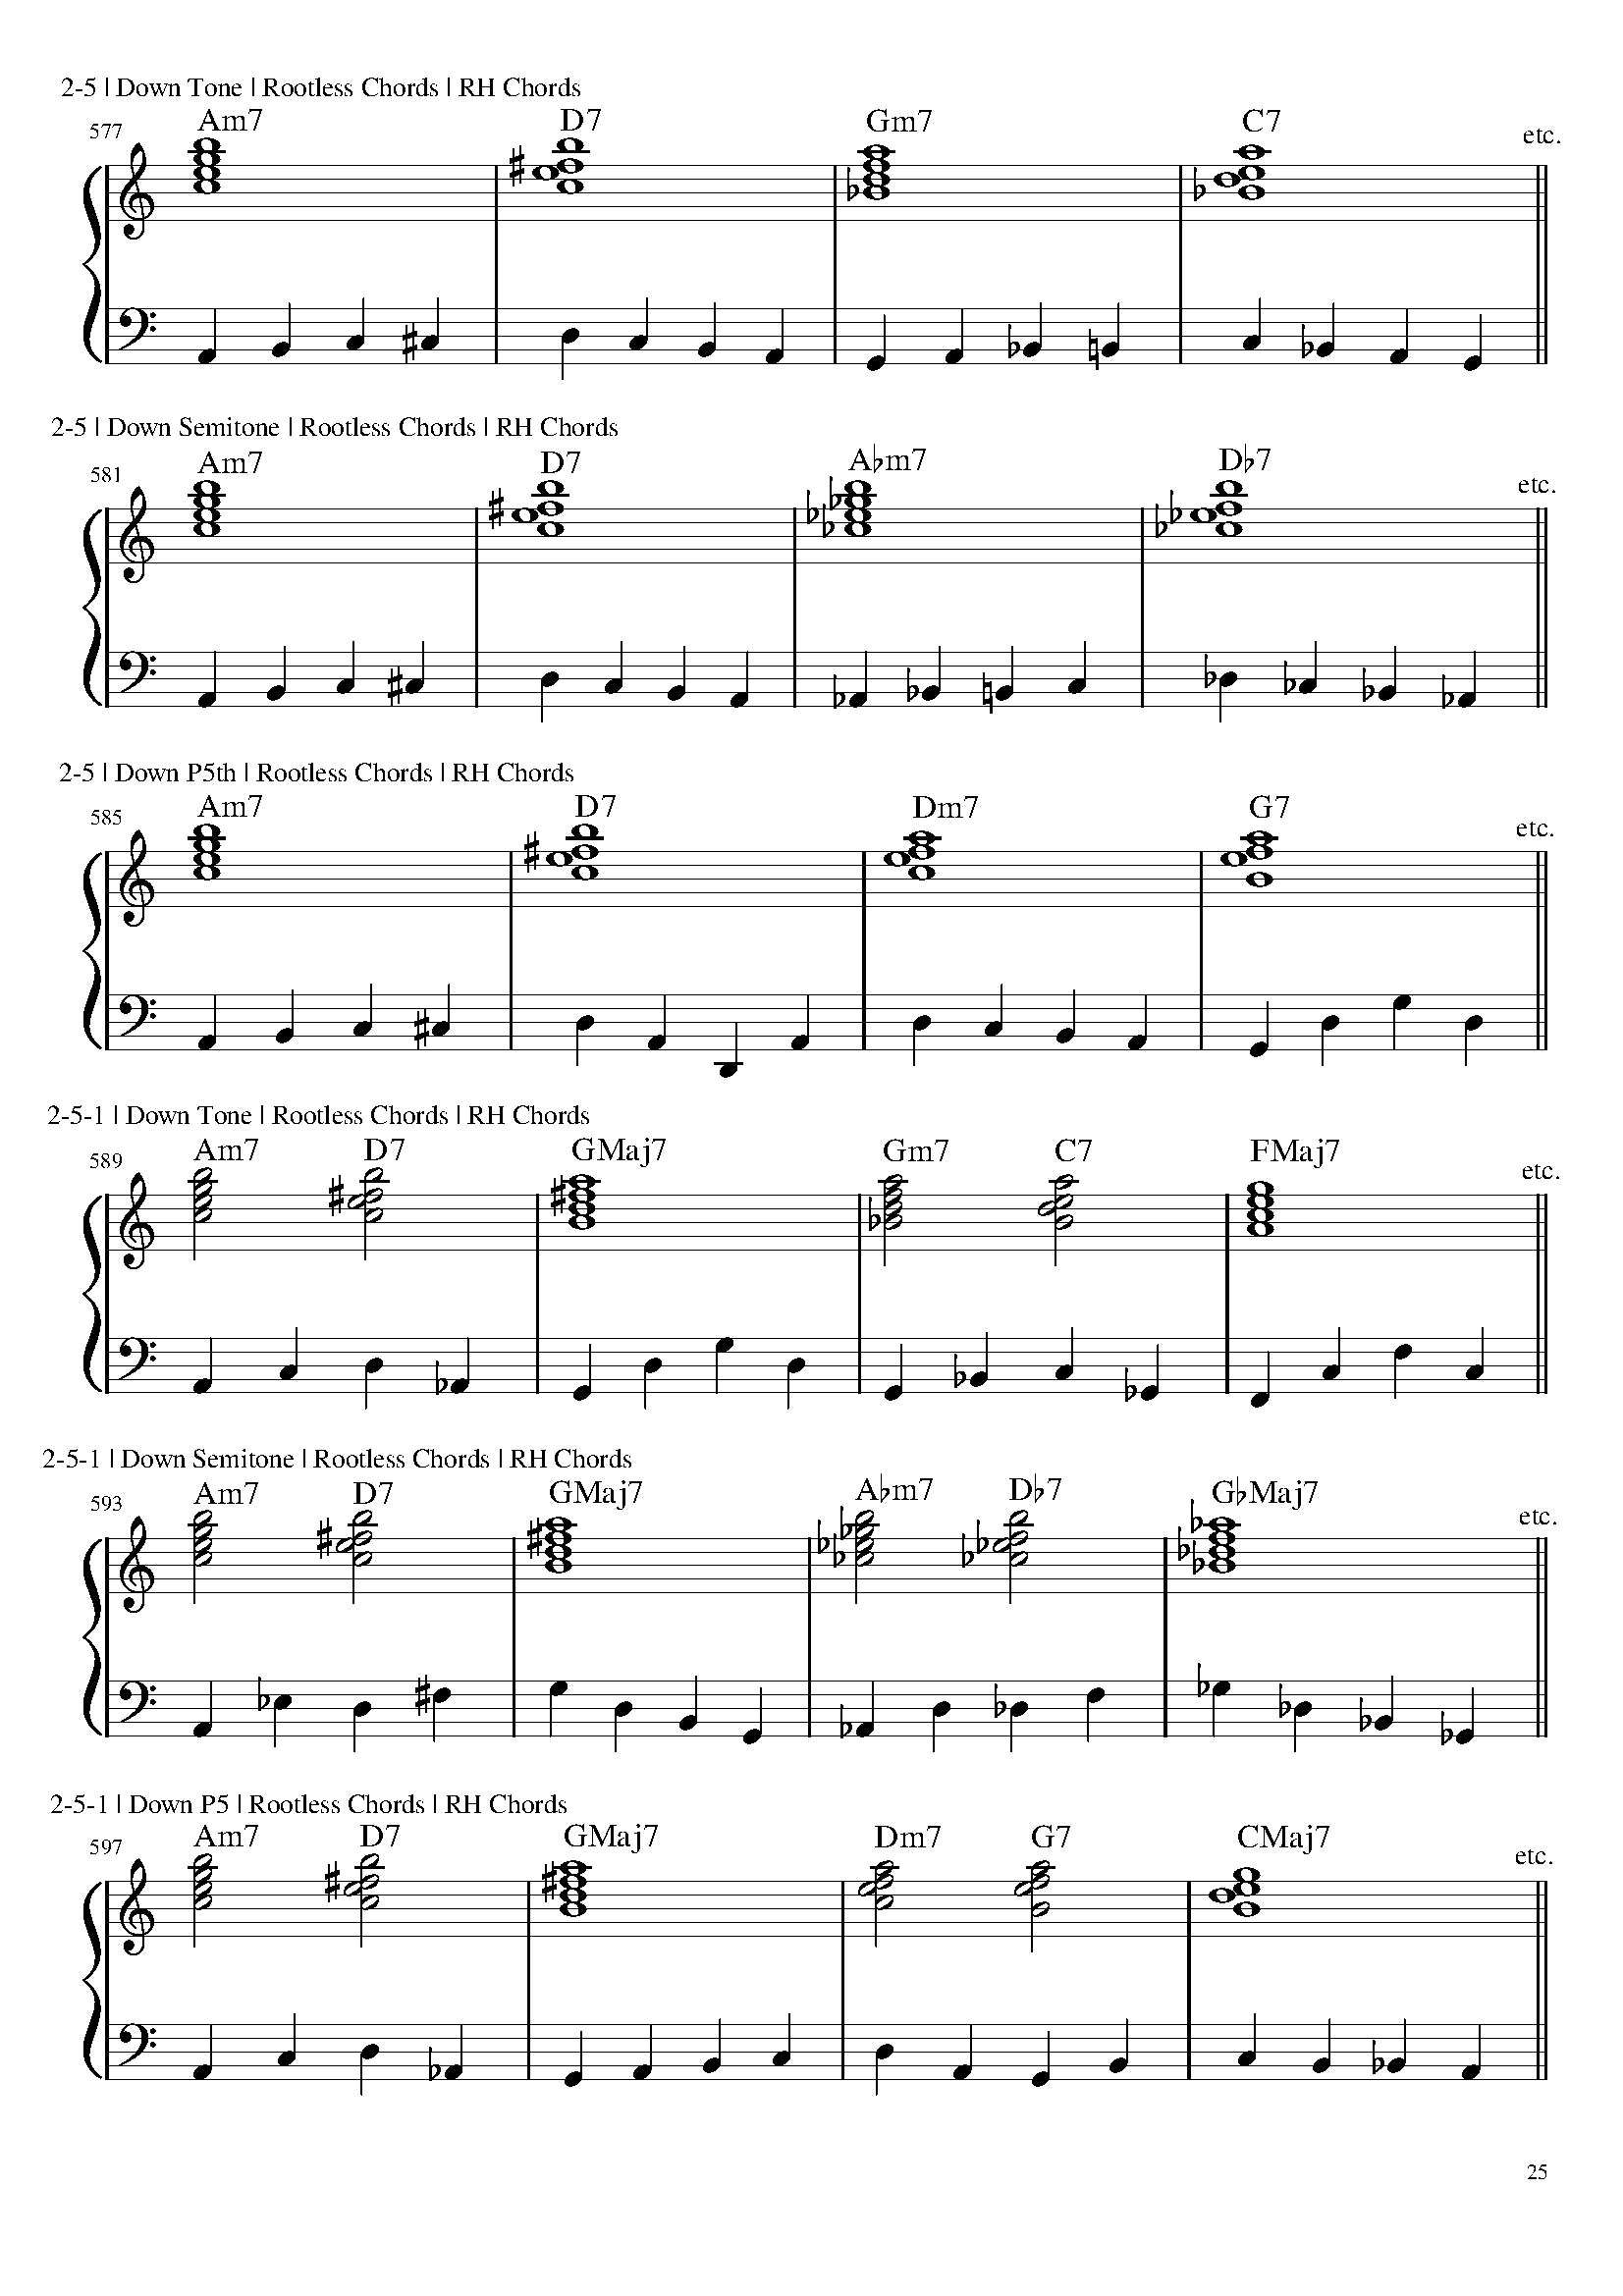 2-5 | Down Tone | Rootless Chords | RH Chords
577 Am7 D7 Gm7 C7 etc.
2-5 | Down Semitone | Rootless Chords | RH Chords
581 Am7 D7 A♭m7 D♭7 etc.
2-5 | Down P5th | Rootless Chords | RH Chords
585 Am7 D7 Dm7 G7 etc.
2-5-1 | Down Tone | Rootless Chords | RH Chords
589 Am7 D7 GMaj7 Gm7 C7 FMaj7 etc.
2-5-1 | Down Semitone | Rootless Chords | RH Chords
593 Am7 D7 GMaj7 A♭m7 D♭7 G♭Maj7 etc.
2-5-1 | Down P5 | Rootless Chords | RH Chords
597 Am7 D7 GMaj7 Dm7 G7 CMaj7 etc.
25